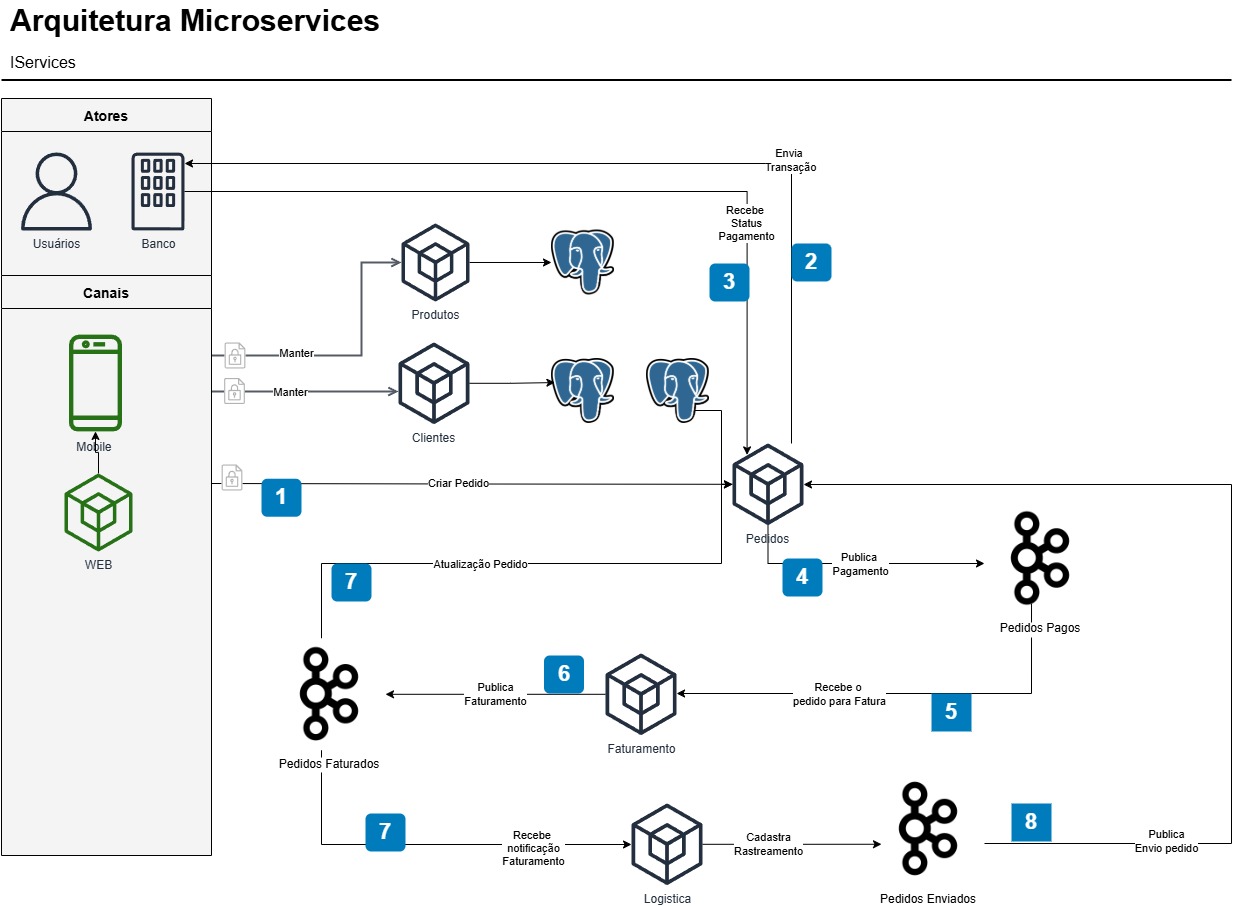 Arquitetura Microservices
IServices
Atores
Usuários
Banco
Envia
Transação
Recebe
Status
Pagamento
2
3
Canais
Produtos
Manter
Manter
Clientes
Mobile
Criar Pedido
1
WEB
Pedidos
Publica
Pagamento
4
Atualização Pedido
7
Pedidos Pagos
6
Publica
Faturamento
Recebe o
pedido para Fatura
5
Faturamento
Pedidos Faturados
7
Recebe
notificação
Faturamento
Cadastra
Rastreamento
8
Publica
Envio pedido
Logistica
Pedidos Enviados